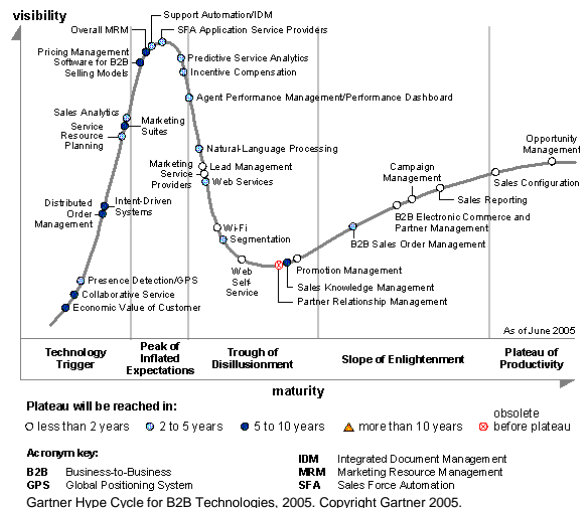 visibility
Support Automation/IDM
Overall MRM
SFA Application Service Providers
Pricing Management
Software for B2B
Selling Models
Predictive Service Analytics
Incentive Compensation
Agent Performance Management/Performance Dashboard
Sales Analytics
Service
Resource
Planning
Marketing
Suites
Natural-Language Processing
Marketing
Service
Providers
Lead Management
Web Services
Opportunity
Management
Campaign
Management
Sales Configuration
Sales Reporting
Distributed
Order
Management
Intent-Driven
Systems
B2B Electronic Commerce and
Partner Management
Wi-Fi
Segmentation
B2B Sales Order Management
Web
Self
Service
Promotion Management
Sales Knowledge Management
Partner Relationship Management
Presence Detection/GPS
Collaborative Service
Economic Value of Customer
As of June 2005
Technology
Trigger
Peak of
Inflated
Expectations
Trough of
Disillusionment
Slope of Enlightenment
Plateau of
Productivity
maturity
Plateau will be reached in:
less than 2 years
2 to 5 years
5 to 10 years
more than 10 years
obsolete
before plateau
Acronym key:
B2B Business-to-Business
GPS Global Positioning System
IDM Integrated Document Management
MRM Marketing Resource Management
SFA Sales Force Automation
Gartner Hype Cycle for B2B Technologies, 2005. Copyright Gartner 2005.